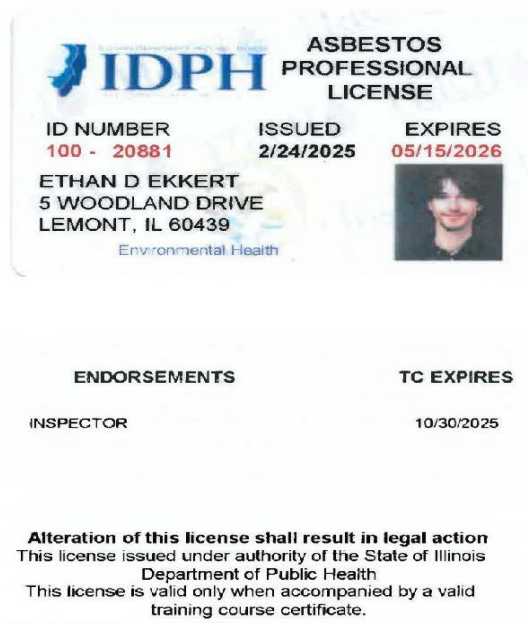 IDPH
ASBESTOS
PROFESSIONAL
LICENSE
ID NUMBER ISSUED EXPIRES
100 - 20881 2/24/2025 05/15/2026
ETHAN D EKKERT
5 WOODLAND DRIVE
LEMONT, IL 60439
Environmental Health
ENDORSEMENTS TC EXPIRES
INSPECTOR 10/30/2025
Alteration of this license shall result in legal action
This license issued under authority of the State of Illinois
Department of Public Health
This license is valid only when accompanied by a valid
training course certificate.